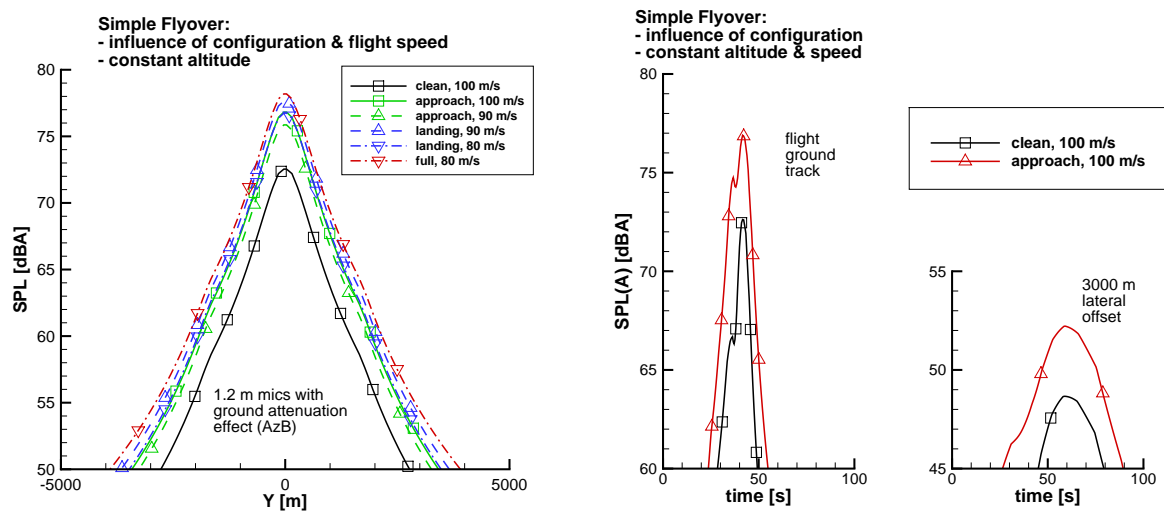 Simple Flyover:
- influence of configuration & flight speed
- constant altitude
80
75
70
65
60
55
50
SPL [dBA]
-5000
0
5000
Y [m]
clean, 100 m/s
approach, 100 m/s
approach, 90 m/s
landing, 90 m/s
landing, 80 m/s
full, 80 m/s
1.2 m mics with
ground attenuation
effect (AzB)
Simple Flyover:
- influence of configuration
- constant altitude & speed
80
75
70
65
60
SPL(A) [dBA]
0
50
100
time [s]
flight
ground
track
clean, 100 m/s
approach, 100 m/s
55
50
45
0
50
100
time [s]
3000 m
lateral
offset